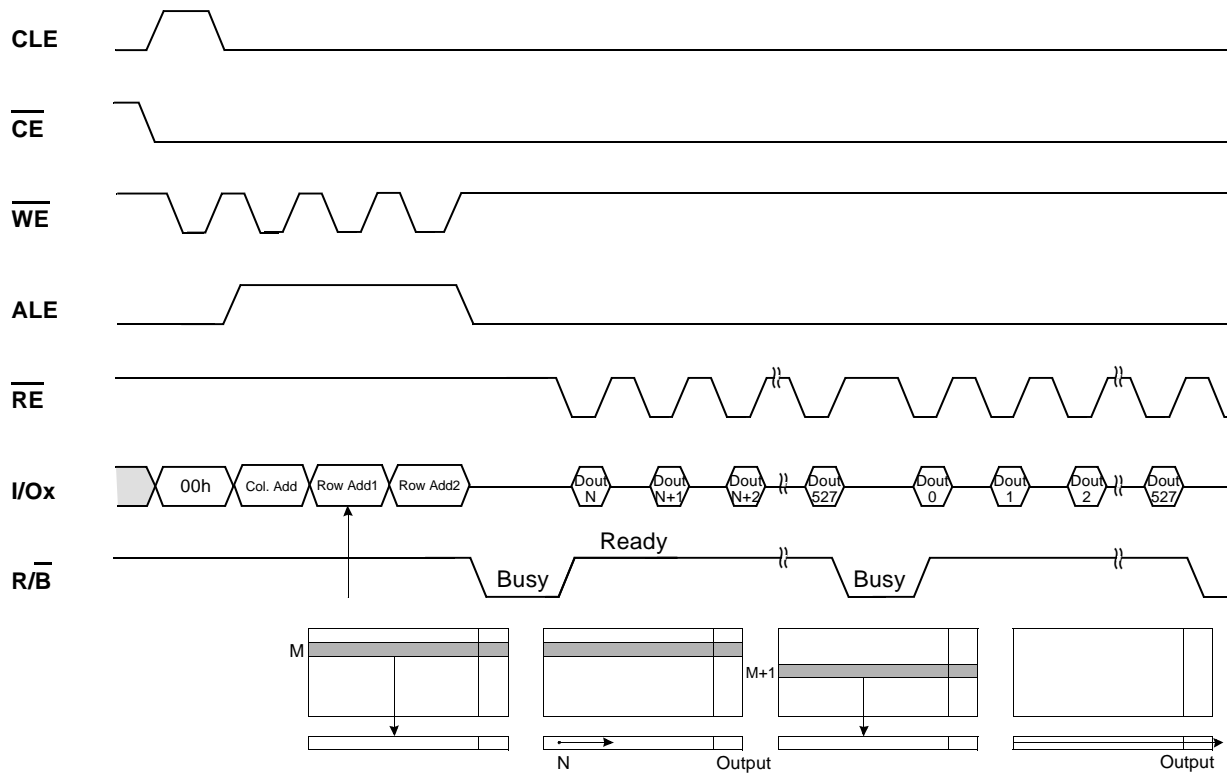 CLE
CE
WE
ALE
RE
I/Ox
00h
Col. Add
Row Add1
Row Add2
Dout
N
Dout
N+1
Dout
N+2
Dout
527
Dout
0
Dout
1
Dout
2
Dout
527
R/B
Busy
Ready
Busy
M
M+1
N
Output
Output